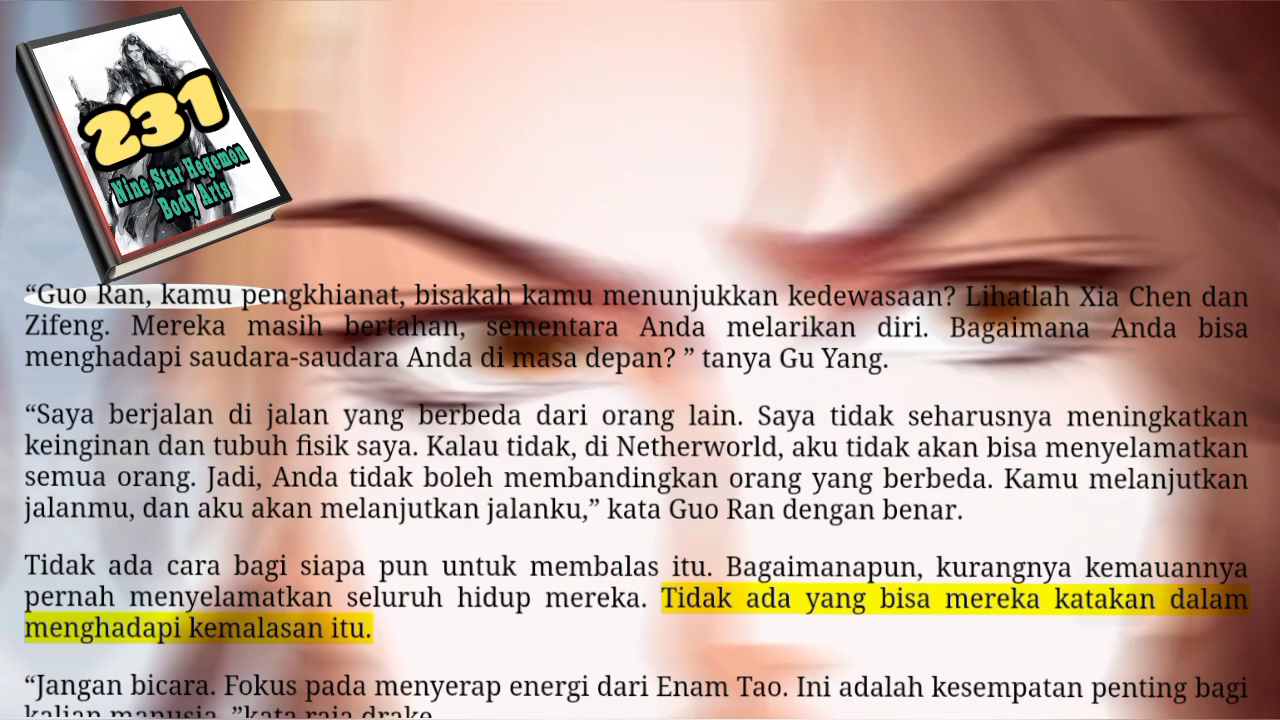 231
Nine Star Hegemon
Body Arts
“Guo Ran, kamu pengkhianat, bisakah kamu menunjukkan kedewasaan? Lihatlah Xia Chen dan
Zifeng. Mereka masih bertahan, sementara Anda melarikan diri. Bagaimana Anda bisa
menghadapi saudara-saudara Anda di masa depan? ” tanya Gu Yang.
“Saya berjalan di jalan yang berbeda dari orang lain. Saya tidak seharusnya meningkatkan
keinginan dan tubuh fisik saya. Kalau tidak, di Netherworld, aku tidak akan bisa menyelamatkan
semua orang. Jadi, Anda tidak boleh membandingkan orang yang berbeda. Kamu melanjutkan
jalanmu, dan aku akan melanjutkan jalanku,” kata Guo Ran dengan benar.
Tidak ada cara bagi siapa pun untuk membalas itu. Bagaimanapun, kurangnya kemauannya
pernah menyelamatkan seluruh hidup mereka. Tidak ada yang bisa mereka katakan dalam
menghadapi kemalasan itu.
“Jangan bicara. Fokus pada menyerap energi dari Enam Tao. Ini adalah kesempatan penting bagi
kalian manusia, ”kata raja drake.